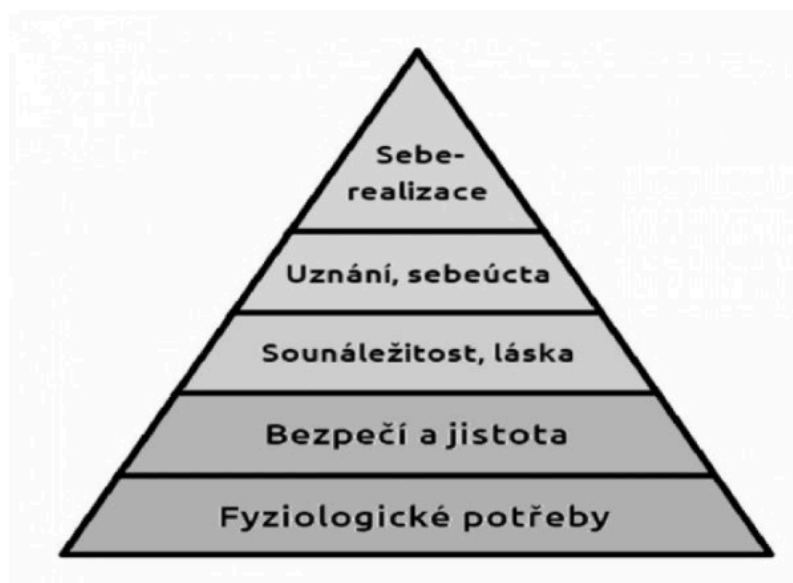 Sebe-
realizace
Uznání, sebeúcta
Sounáležitost, láska
Bezpečí a jistota
Fyziologické potřeby